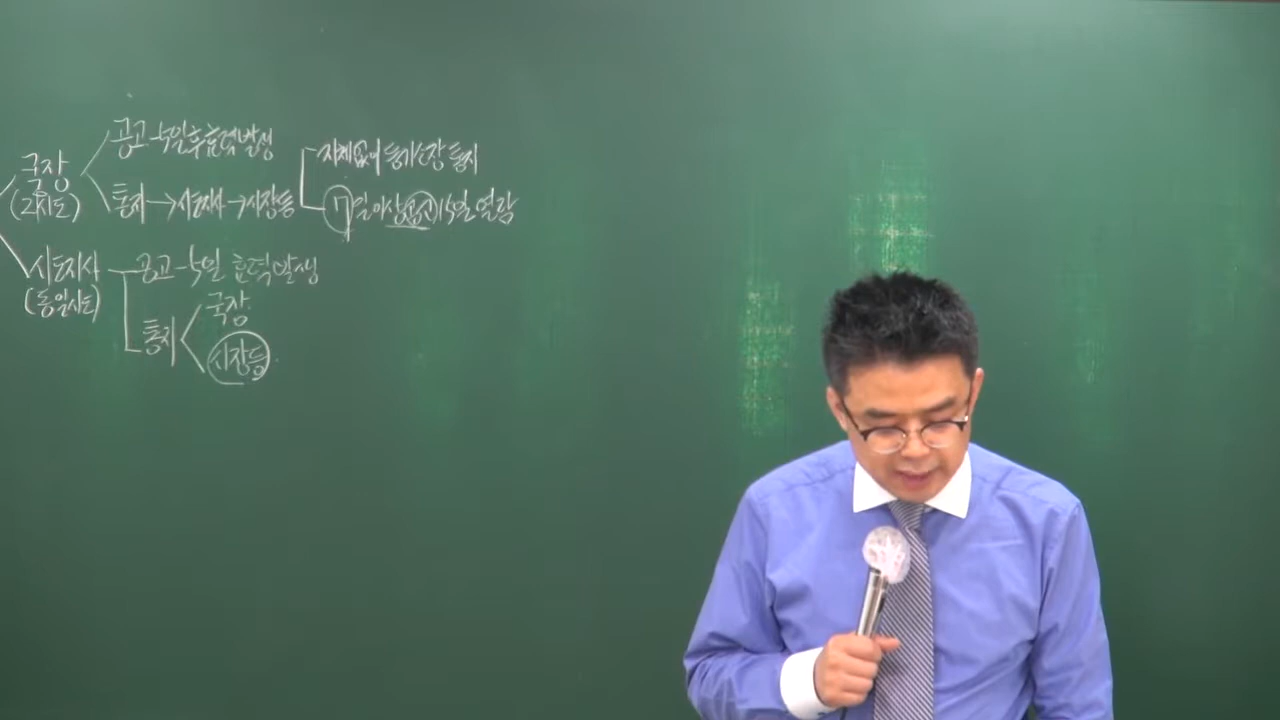 공고-5일후효력발생
국장
(2시도)
통지→시도지사→시장등
지체없이 등기소장 통지
7일이상공고 15일 열람
시도지사
(동일시도)
공고-5일 효력발생
통지
국장
시장등